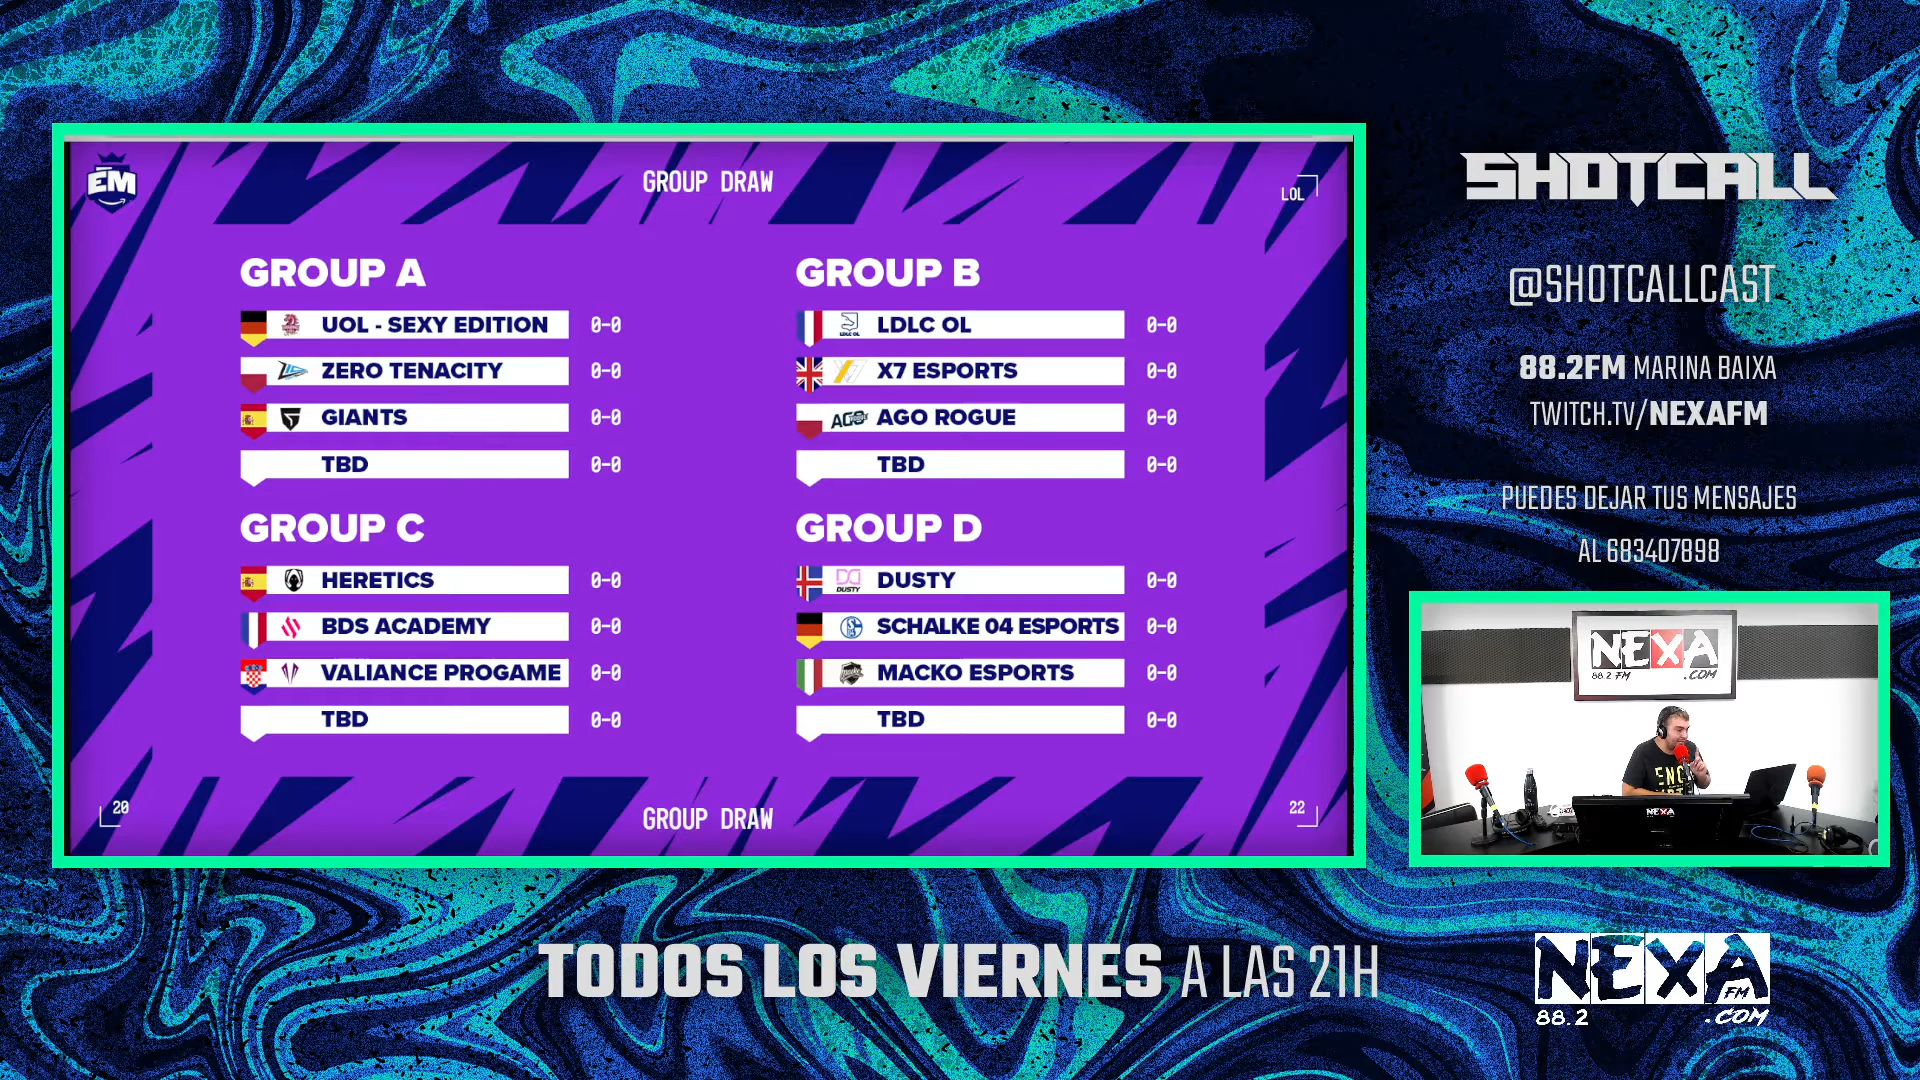 EM
GROUP DRAW
LOL
GROUP A
UOL - SEXY EDITION 0-0
ZERO TENACITY 0-0
GIANTS 0-0
TBD 0-0
GROUP B
LDLC OL 0-0
X7 ESPORTS 0-0
AGO AGO ROGUE 0-0
TBD 0-0
GROUP C
HERETICS 0-0
BDS ACADEMY 0-0
VALIANCE PROGAME 0-0
TBD 0-0
GROUP D
DUSTY DUSTY 0-0
SCHALKE 04 ESPORTS 0-0
MACKO ESPORTS 0-0
TBD 0-0
20
GROUP DRAW
22
SHOTCALL
@SHOTCALLCAST
88.2FM MARINA BAIXA
TWITCH.TV/NEXAFM
PUEDES DEJAR TUS MENSAJES
AL 683407898
NEXA
88.2 FM .COM
NEXA
TODOS LOS VIERNES A LAS 21H
NEXA
FM
88.2 .COM